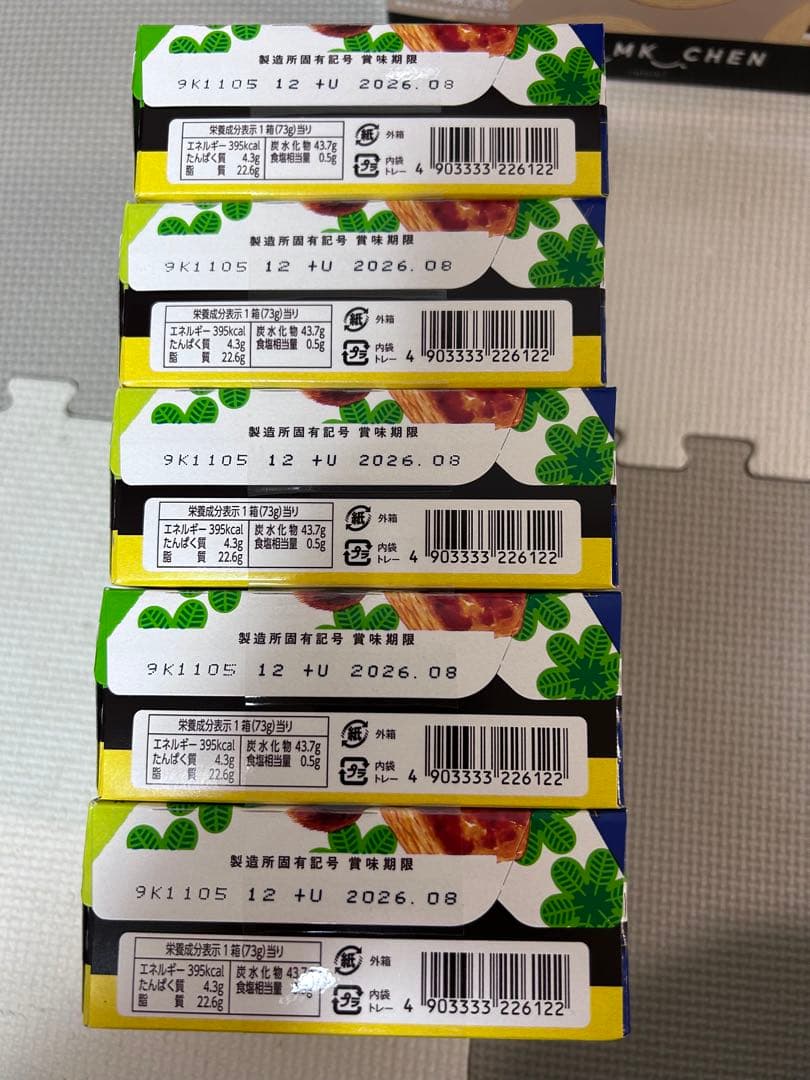 MK CHEN
製造所固有記号 賞味期限
9K1105 12 +U 2026.08
栄養成分表示1箱(73g)当り
エネルギー 395kcal 炭水化物 43.7g
たんぱく質 4.3g 食塩相当量 0.5g
脂質 22.6g
紙 外箱
プラ 内袋 トレー
4 903333 226122
製造所固有記号 賞味期限
9K1105 12 +U 2026.08
栄養成分表示1箱(73g)当り
エネルギー 395kcal 炭水化物 43.7g
たんぱく質 4.3g 食塩相当量 0.5g
脂質 22.6g
紙 外箱
プラ 内袋 トレー
4 903333 226122
製造所固有記号 賞味期限
9K1105 12 +U 2026.08
栄養成分表示1箱(73g)当り
エネルギー 395kcal 炭水化物 43.7g
たんぱく質 4.3g 食塩相当量 0.5g
脂質 22.6g
紙 外箱
プラ 内袋 トレー
4 903333 226122
製造所固有記号 賞味期限
9K1105 12 +U 2026.08
栄養成分表示1箱(73g)当り
エネルギー 395kcal 炭水化物 43.7g
たんぱく質 4.3g 食塩相当量 0.5g
脂質 22.6g
紙 外箱
プラ 内袋 トレー
4 903333 226122
製造所固有記号 賞味期限
9K1105 12 +U 2026.08
栄養成分表示1箱(73g)当り
エネルギー 395kcal 炭水化物
たんぱく質 4.3g 食塩相当量
脂質 22.6g
紙 外箱
プラ 内袋 トレー
4 903333 226122